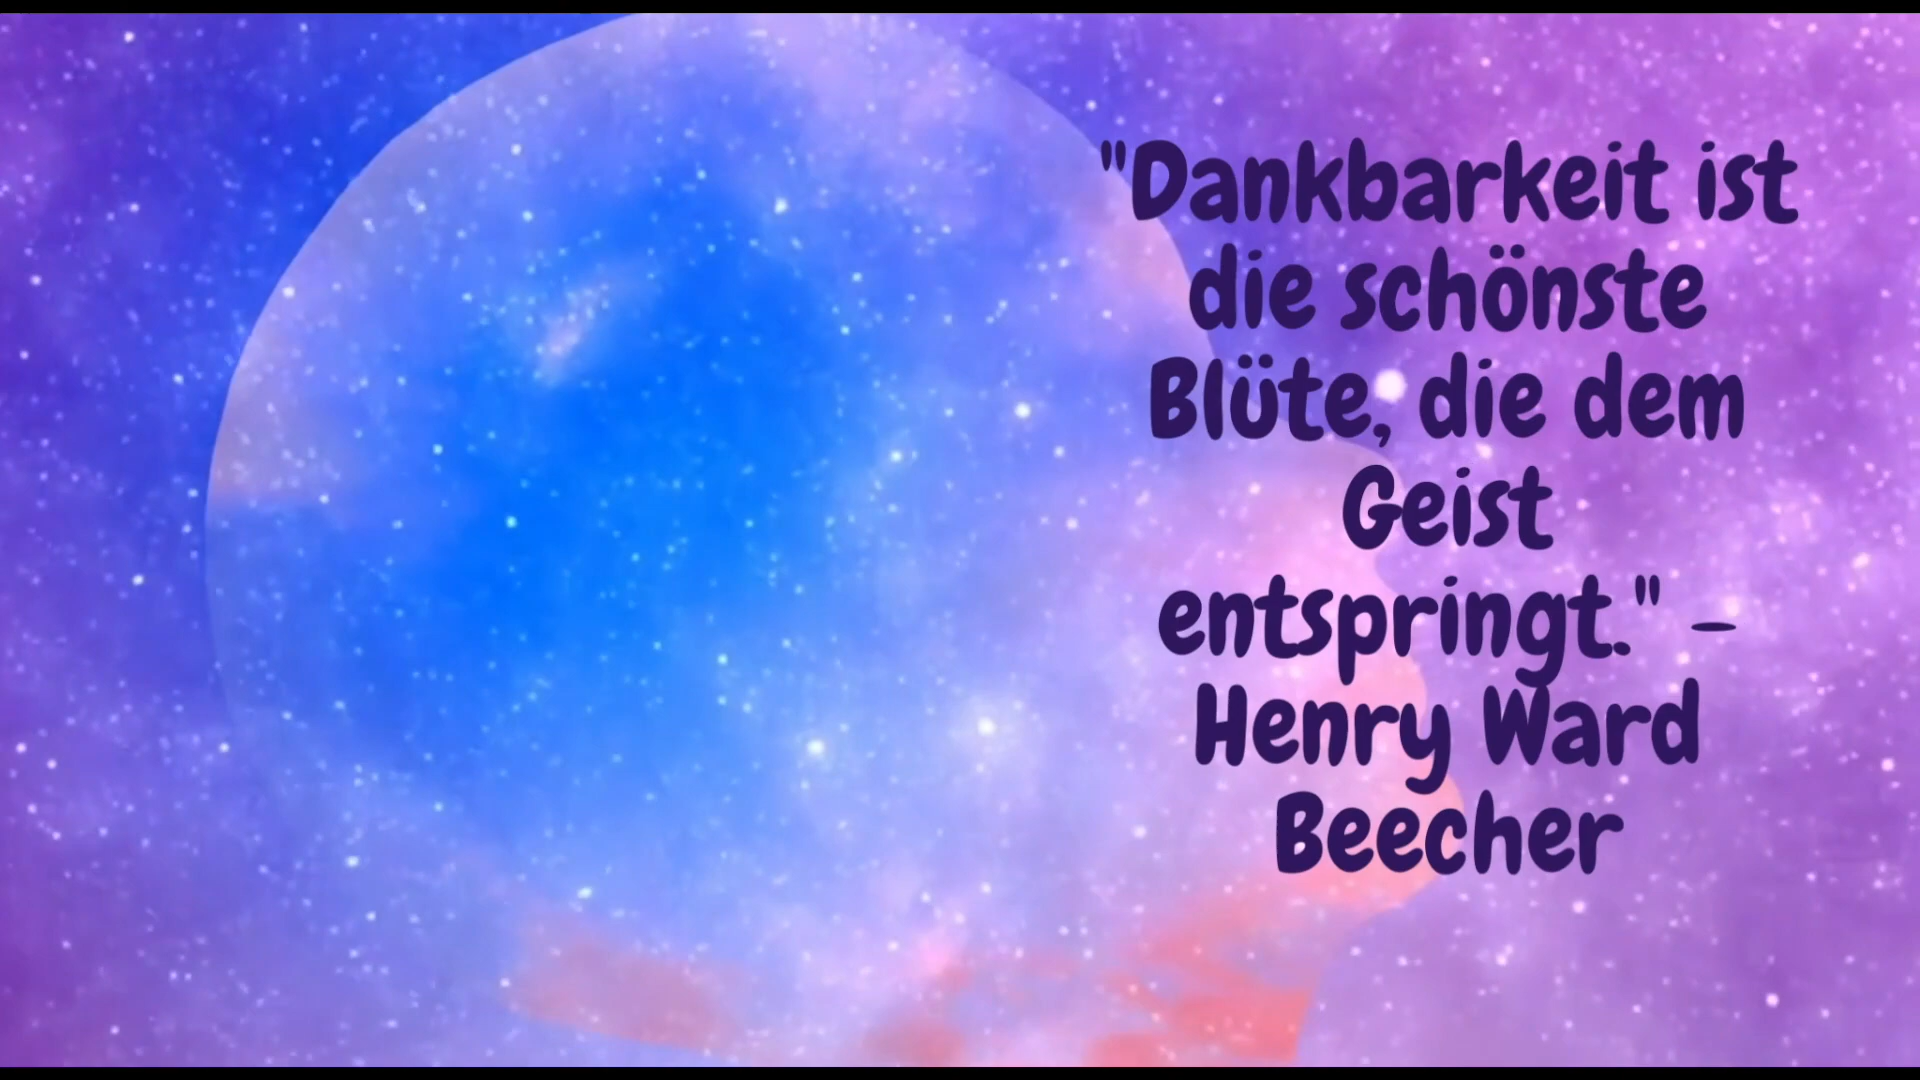 "Dankbarkeit ist
die schönste
Blüte, die dem
Geist
entspringt." –
Henry Ward
Beecher